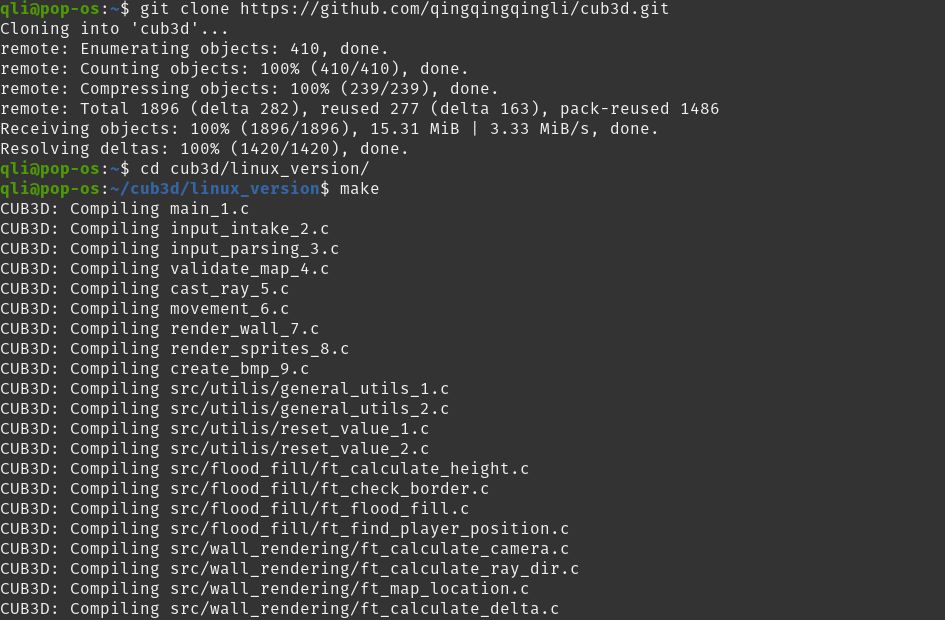 qli@pop-os:~$ git clone https://github.com/qingqingqingli/cub3d.git
Cloning into 'cub3d'...
remote: Enumerating objects: 410, done.
remote: Counting objects: 100% (410/410), done.
remote: Compressing objects: 100% (239/239), done.
remote: Total 1896 (delta 282), reused 277 (delta 163), pack-reused 1486
Receiving objects: 100% (1896/1896), 15.31 MiB | 3.33 MiB/s, done.
Resolving deltas: 100% (1420/1420), done.
qli@pop-os:~$ cd cub3d/linux_version/
qli@pop-os:~/cub3d/linux_version$ make
CUB3D: Compiling main_1.c
CUB3D: Compiling input_intake_2.c
CUB3D: Compiling input_parsing_3.c
CUB3D: Compiling validate_map_4.c
CUB3D: Compiling cast_ray_5.c
CUB3D: Compiling movement_6.c
CUB3D: Compiling render_wall_7.c
CUB3D: Compiling render_sprites_8.c
CUB3D: Compiling create_bmp_9.c
CUB3D: Compiling src/utilis/general_utils_1.c
CUB3D: Compiling src/utilis/general_utils_2.c
CUB3D: Compiling src/utilis/reset_value_1.c
CUB3D: Compiling src/utilis/reset_value_2.c
CUB3D: Compiling src/flood_fill/ft_calculate_height.c
CUB3D: Compiling src/flood_fill/ft_check_border.c
CUB3D: Compiling src/flood_fill/ft_flood_fill.c
CUB3D: Compiling src/flood_fill/ft_find_player_position.c
CUB3D: Compiling src/wall_rendering/ft_calculate_camera.c
CUB3D: Compiling src/wall_rendering/ft_calculate_ray_dir.c
CUB3D: Compiling src/wall_rendering/ft_map_location.c
CUB3D: Compiling src/wall_rendering/ft_calculate_delta.c